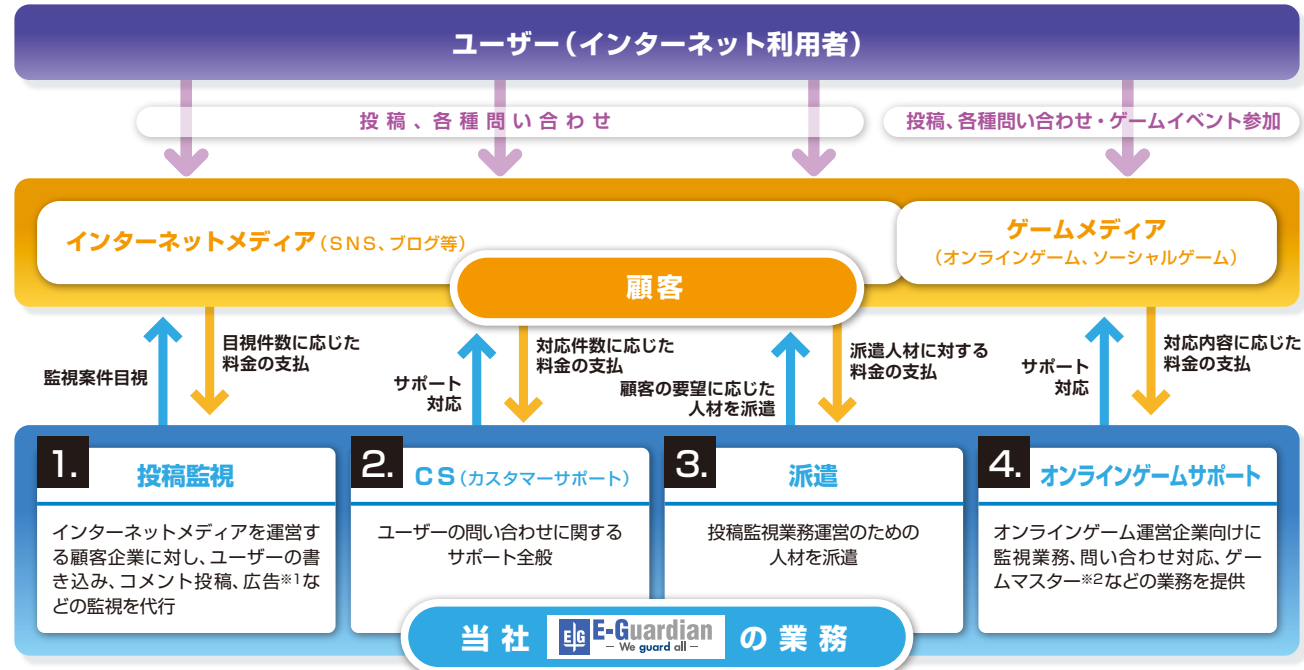 ユーザー（インターネット利用者）
投稿、各種問い合わせ
投稿、各種問い合わせ・ゲームイベント参加
インターネットメディア（SNS、ブログ等）
ゲームメディア
（オンラインゲーム、ソーシャルゲーム）
顧客
監視案件目視
目視件数に応じた
料金の支払
サポート
対応
対応件数に応じた
料金の支払
顧客の要望に応じた
人材を派遣
派遣人材に対する
料金の支払
サポート
対応
対応内容に応じた
料金の支払
1.
投稿監視
インターネットメディアを運営す
る顧客企業に対し、ユーザーの書
き込み、コメント投稿、広告※1な
どの監視を代行
2.
CS（カスタマーサポート）
ユーザーの問い合わせに関する
サポート全般
3.
派遣
投稿監視業務運営のための
人材を派遣
4.
オンラインゲームサポート
オンラインゲーム運営企業向けに
監視業務、問い合わせ対応、ゲー
ムマスター※2などの業務を提供
当社 EG E-Guardian の業務
− We guard all −